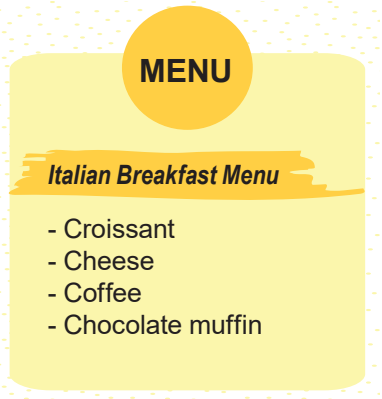 MENU
Italian Breakfast Menu
- Croissant
- Cheese
- Coffee
- Chocolate muffin